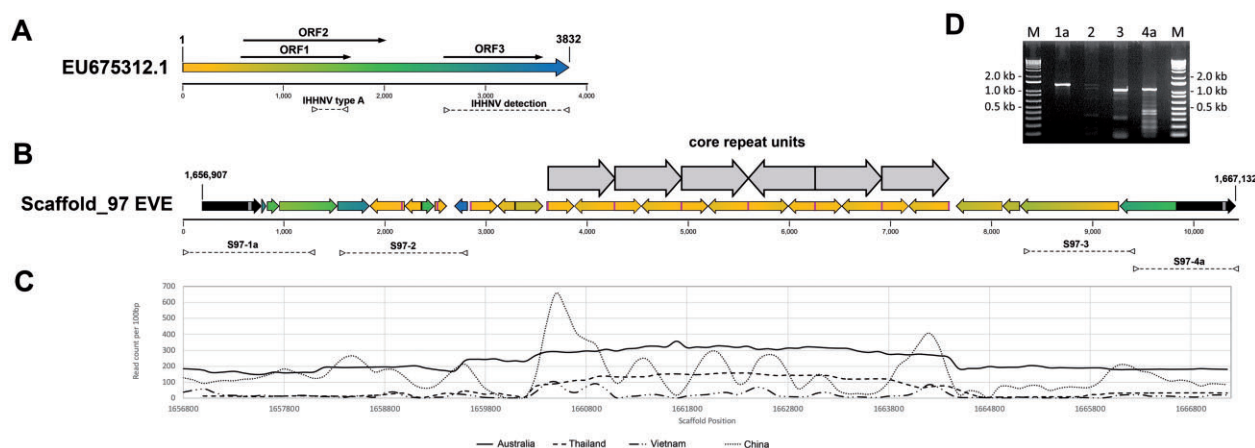 A
EU675312.1
1
ORF2
ORF1
ORF3
3832
0
1,000
2,000
3,000
4,000
IHHNV type A
IHHNV detection
D
M 1a 2 3 4a M
2.0 kb
1.0 kb
0.5 kb
2.0 kb
1.0 kb
0.5 kb
B
core repeat units
1,656,907
1,667,132
Scaffold_97 EVE
0
1,000
2,000
3,000
4,000
5,000
6,000
7,000
8,000
9,000
10,000
S97-1a
S97-2
S97-3
S97-4a
C
Read count per 100bp
700
600
500
400
300
200
100
0
1656800
1657800
1658800
1659800
1660800
1661800
1662800
1663800
1664800
1665800
1666800
Scaffold Position
Australia
Thailand
Vietnam
China